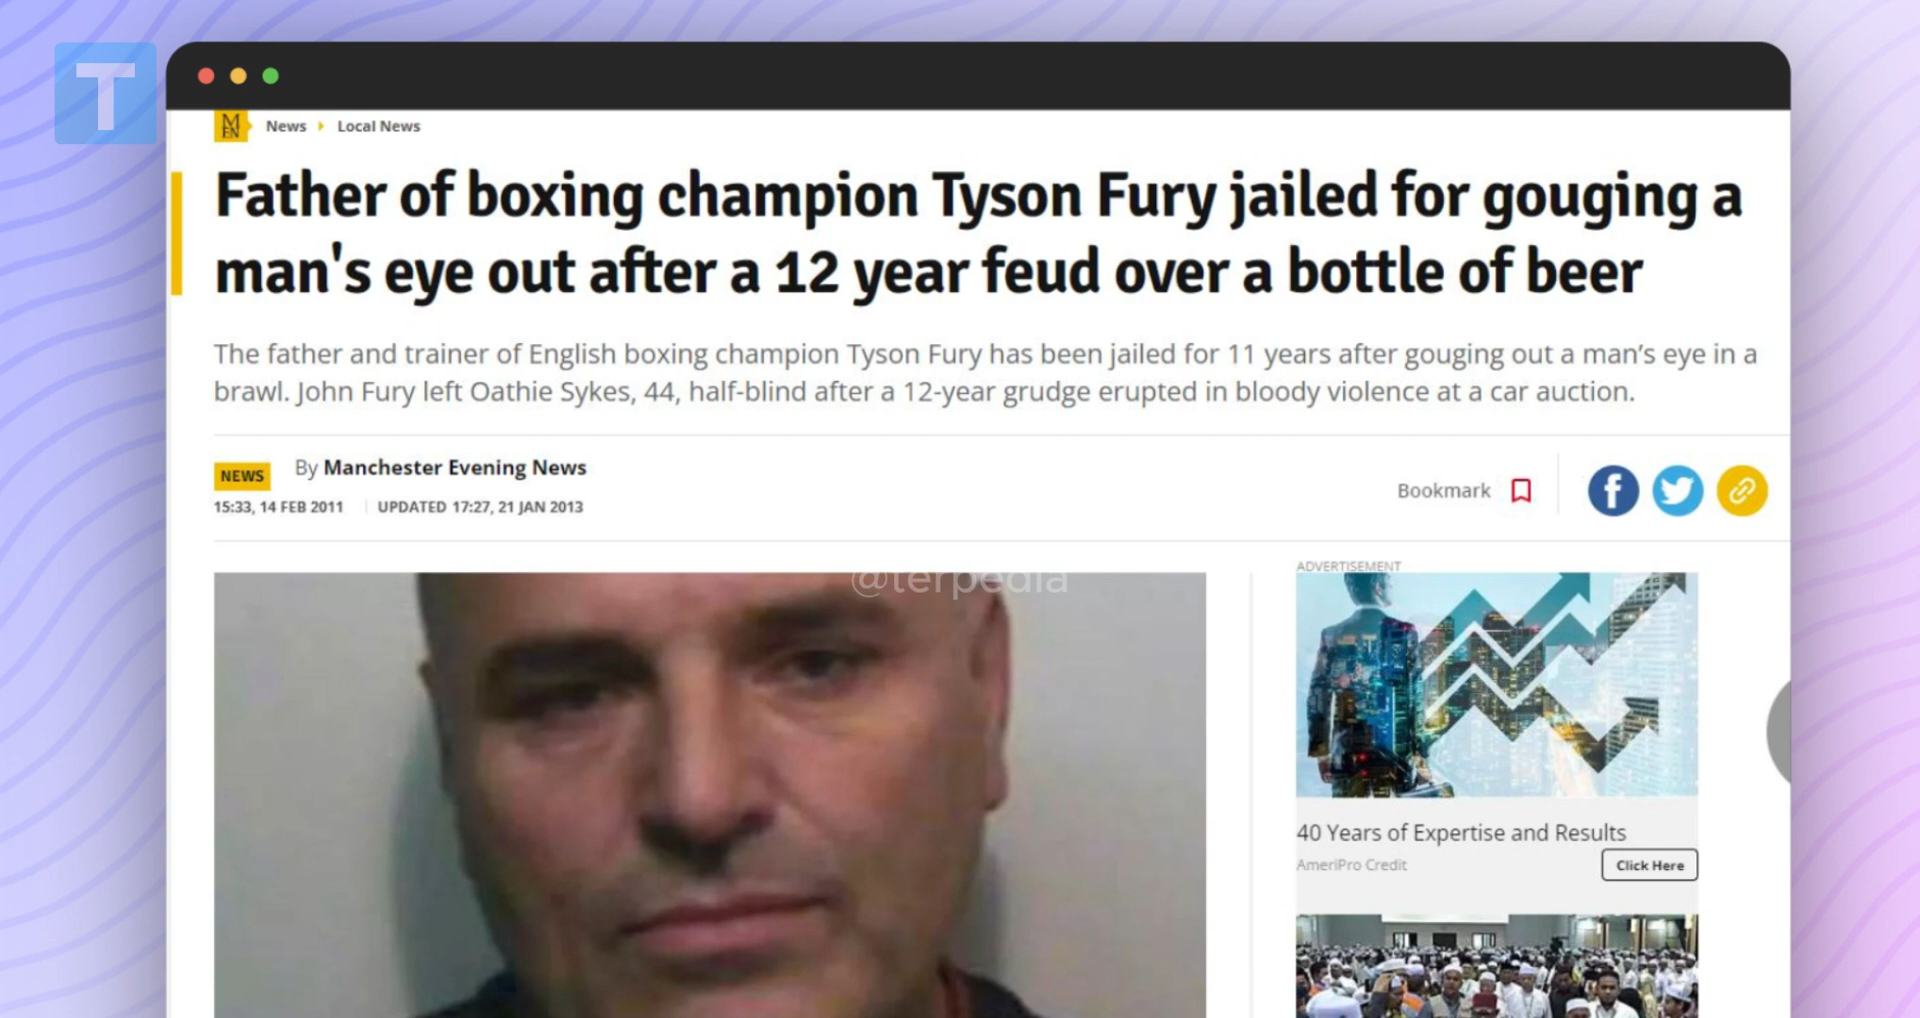 T
M
EN
News
Local News
Father of boxing champion Tyson Fury jailed for gouging a
man's eye out after a 12 year feud over a bottle of beer
The father and trainer of English boxing champion Tyson Fury has been jailed for 11 years after gouging out a man’s eye in a
brawl. John Fury left Oathie Sykes, 44, half-blind after a 12-year grudge erupted in bloody violence at a car auction.
NEWS
By Manchester Evening News
15:33, 14 FEB 2011 | UPDATED 17:27, 21 JAN 2013
Bookmark
@terpedia
ADVERTISEMENT
40 Years of Expertise and Results
AmeriPro Credit
Click Here